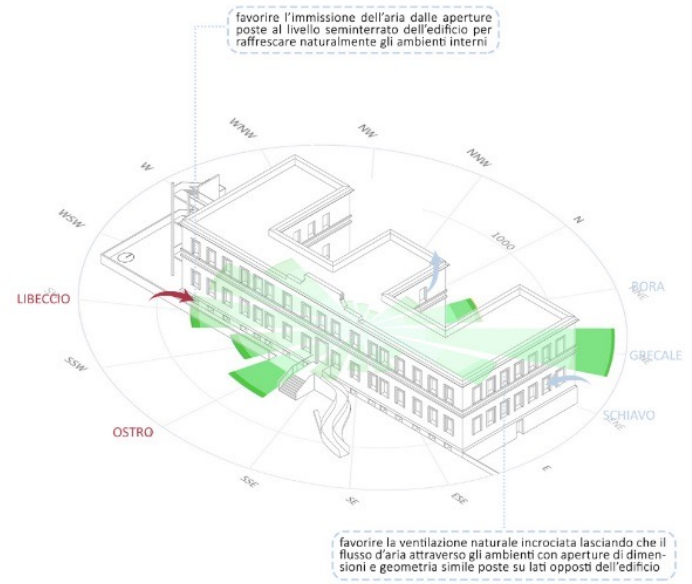 favorire l'immissione dell'aria dalle aperture
poste al livello seminterrato dell'edificio per
raffrescare naturalmente gli ambienti interni
NW
WNW
NNW
W
N
WSW
1000
BORA
LIBECCIO
GRECALE
SSW
SCHIAVO
ENE
OSTRO
E
SSE
ESE
SE
favorire la ventilazione naturale incrociata lasciando che il
flusso d'aria attraverso gli ambienti con aperture di dimen-
sioni e geometria simile poste su lati opposti dell'edificio